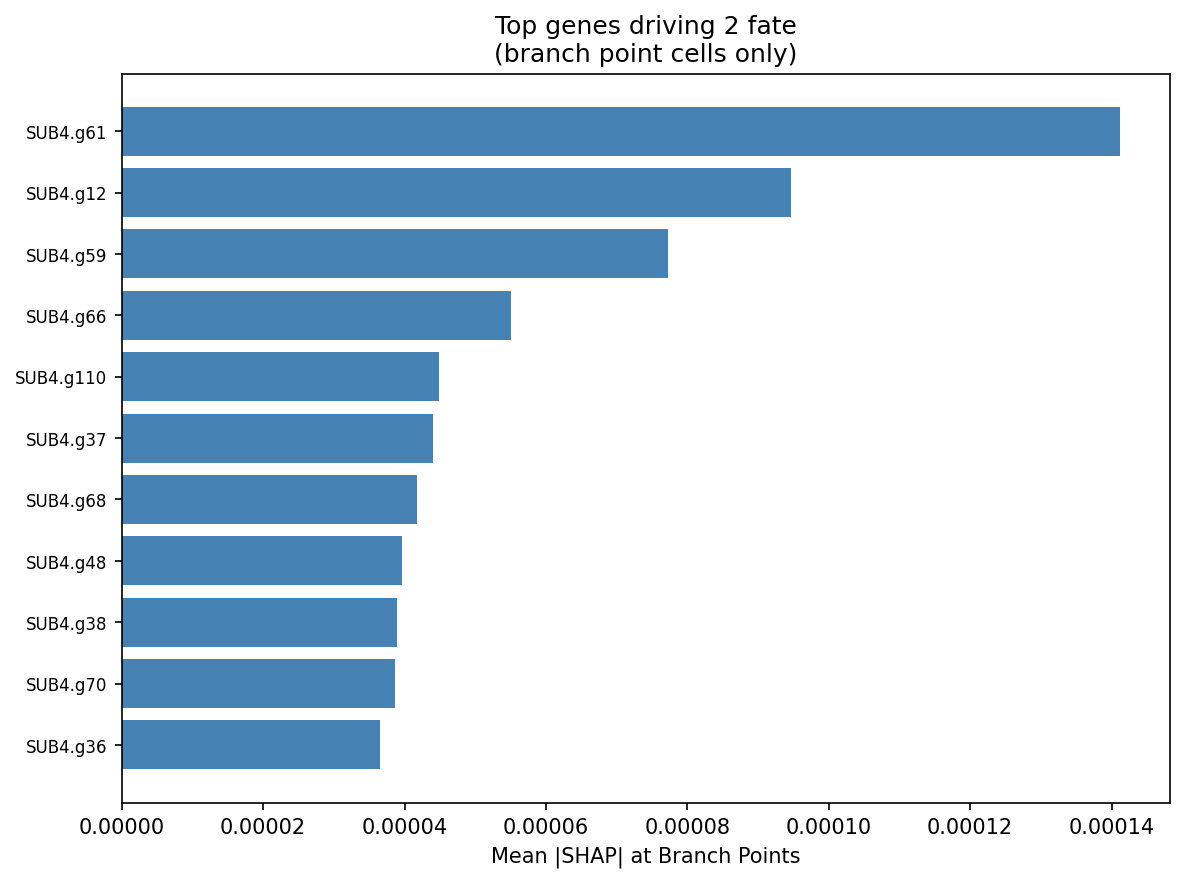 Top genes driving 2 fate
(branch point cells only)
SUB4.g61
SUB4.g12
SUB4.g59
SUB4.g66
SUB4.g110
SUB4.g37
SUB4.g68
SUB4.g48
SUB4.g38
SUB4.g70
SUB4.g36
0.00000 0.00002 0.00004 0.00006 0.00008 0.00010 0.00012 0.00014
Mean |SHAP| at Branch Points